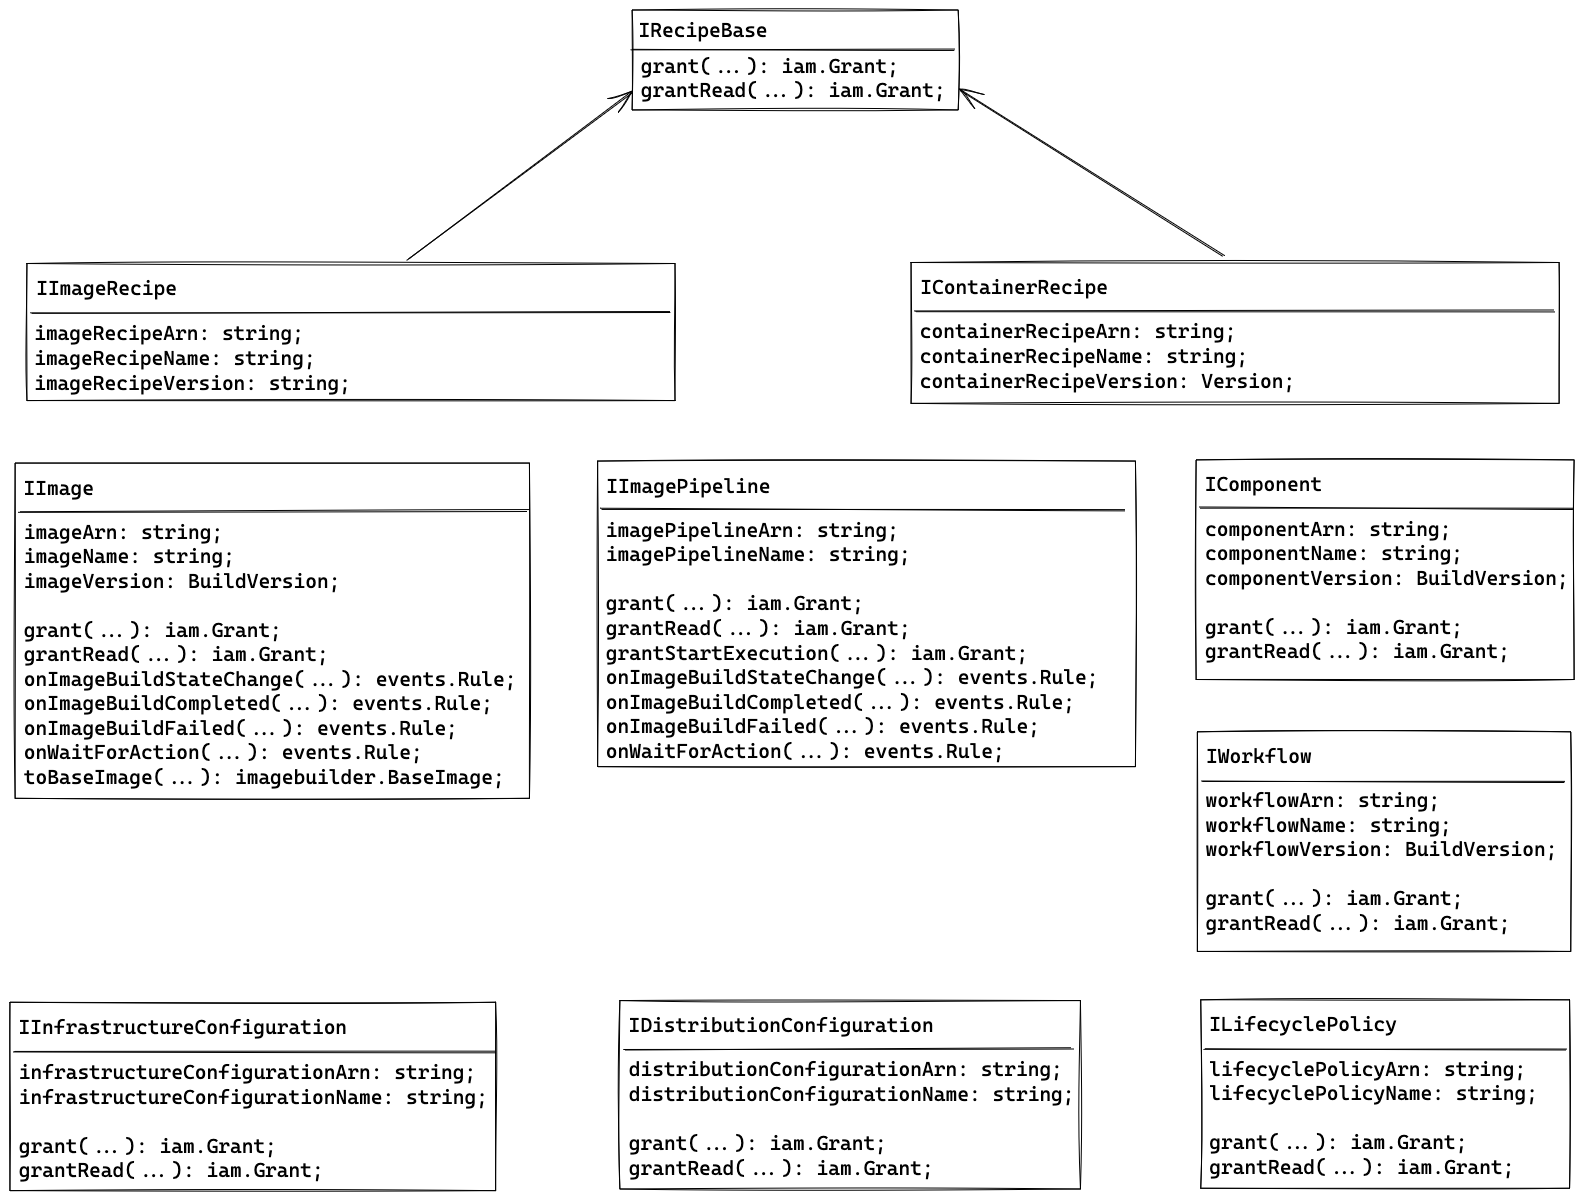 IRecipeBase
grant(...): iam.Grant;
grantRead(...): iam.Grant;
IImageRecipe
imageRecipeArn: string;
imageRecipeName: string;
imageRecipeVersion: string;
IContainerRecipe
containerRecipeArn: string;
containerRecipeName: string;
containerRecipeVersion: Version;
IImage
imageArn: string;
imageName: string;
imageVersion: BuildVersion;
grant(...): iam.Grant;
grantRead(...): iam.Grant;
onImageBuildStateChange(...): events.Rule;
onImageBuildCompleted(...): events.Rule;
onImageBuildFailed(...): events.Rule;
onWaitForAction(...): events.Rule;
toBaseImage(...): imagebuilder.BaseImage;
IImagePipeline
imagePipelineArn: string;
imagePipelineName: string;
grant(...): iam.Grant;
grantRead(...): iam.Grant;
grantStartExecution(...): iam.Grant;
onImageBuildStateChange(...): events.Rule;
onImageBuildCompleted(...): events.Rule;
onImageBuildFailed(...): events.Rule;
onWaitForAction(...): events.Rule;
IComponent
componentArn: string;
componentName: string;
componentVersion: BuildVersion;
grant(...): iam.Grant;
grantRead(...): iam.Grant;
IWorkflow
workflowArn: string;
workflowName: string;
workflowVersion: BuildVersion;
grant(...): iam.Grant;
grantRead(...): iam.Grant;
IInfrastructureConfiguration
infrastructureConfigurationArn: string;
infrastructureConfigurationName: string;
grant(...): iam.Grant;
grantRead(...): iam.Grant;
IDistributionConfiguration
distributionConfigurationArn: string;
distributionConfigurationName: string;
grant(...): iam.Grant;
grantRead(...): iam.Grant;
ILifecyclePolicy
lifecyclePolicyArn: string;
lifecyclePolicyName: string;
grant(...): iam.Grant;
grantRead(...): iam.Grant;